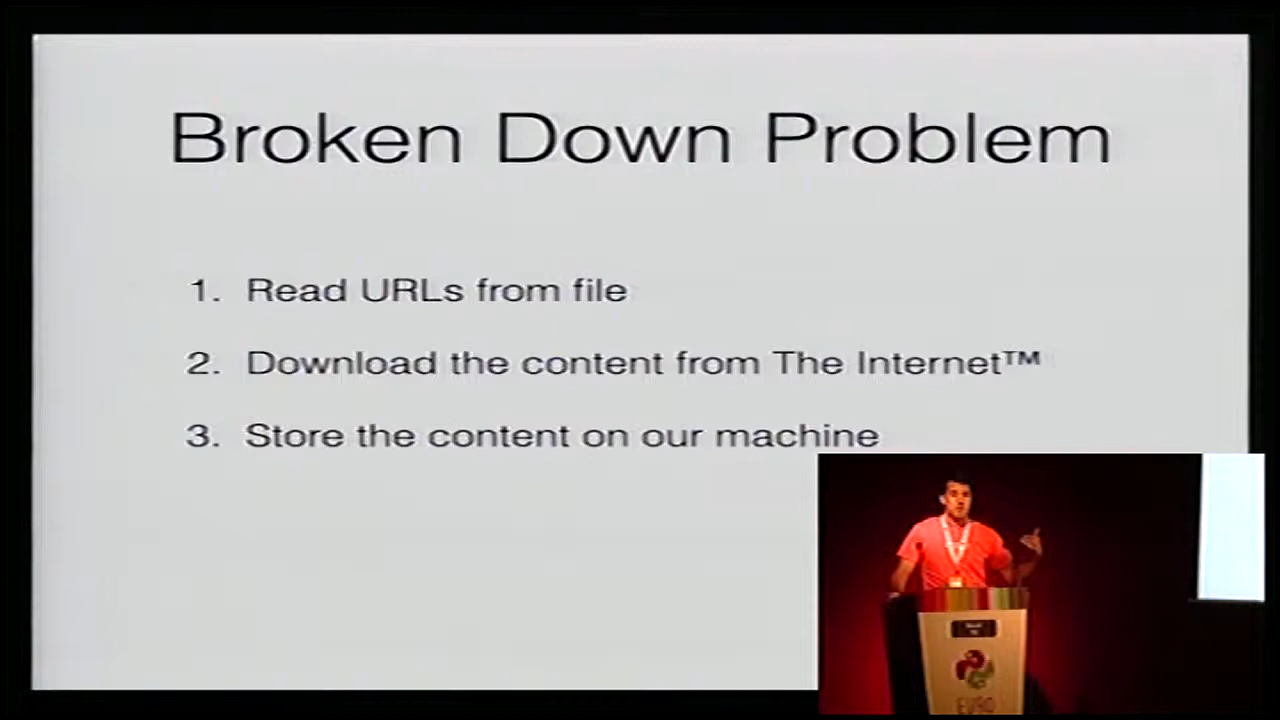 Broken Down Problem
1. Read URLs from file
2. Download the content from The Internet™
3. Store the content on our machine
EURO